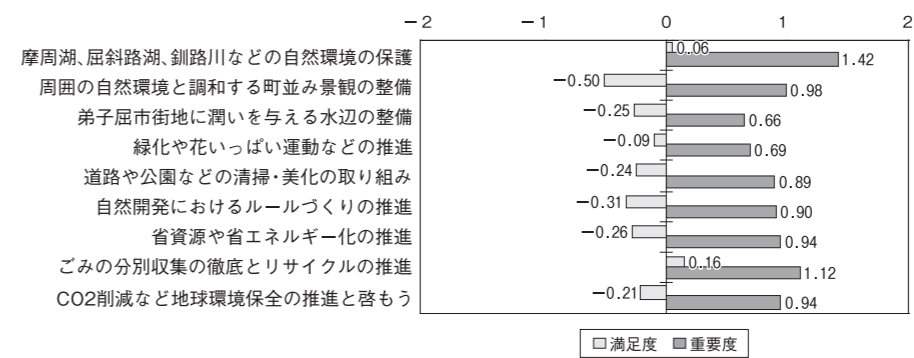 −2 −1 0 1 2
摩周湖、屈斜路湖、釧路川などの自然環境の保護 0.06 1.42
周囲の自然環境と調和する町並み景観の整備 −0.50 0.98
弟子屈市街地に潤いを与える水辺の整備 −0.25 0.66
緑化や花いっぱい運動などの推進 −0.09 0.69
道路や公園などの清掃・美化の取り組み −0.24 0.89
自然開発におけるルールづくりの推進 −0.31 0.90
省資源や省エネルギー化の推進 −0.26 0.94
ごみの分別収集の徹底とリサイクルの推進 0.16 1.12
CO2削減など地球環境保全の推進と啓もう −0.21 0.94
満足度 重要度